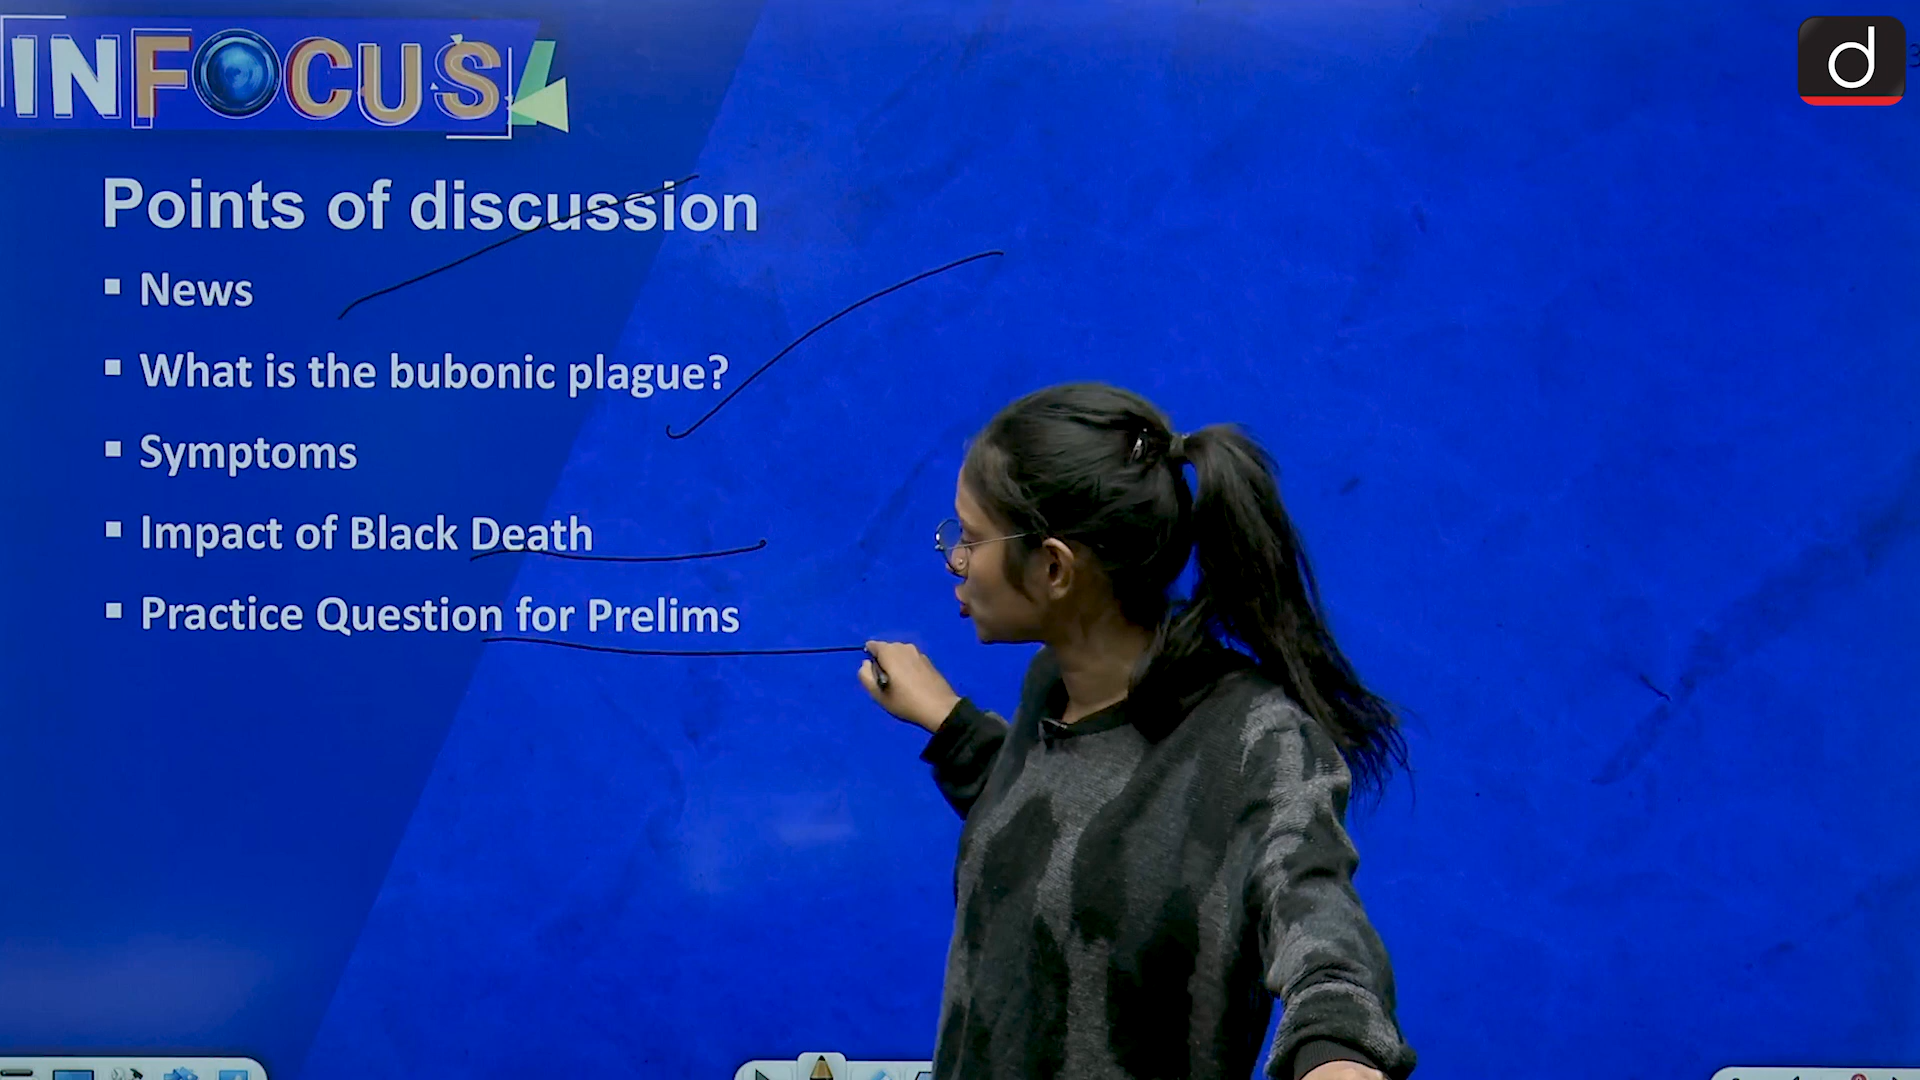 INFOCUS
d
Points of discussion
▪ News
▪ What is the bubonic plague?
▪ Symptoms
▪ Impact of Black Death
▪ Practice Question for Prelims